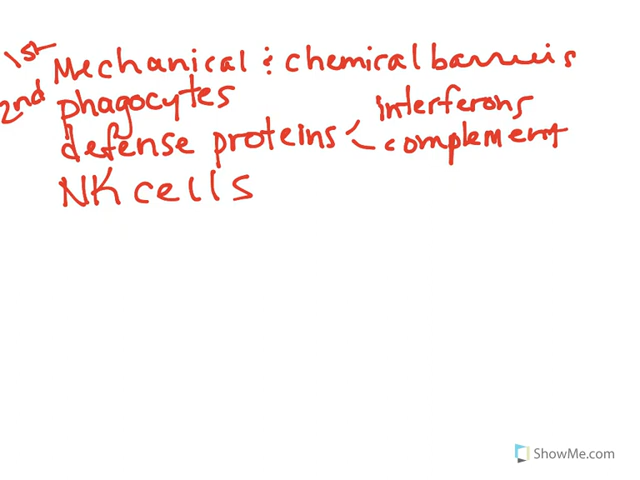 1st Mechanical & chemical barriers
2nd phagocytes
defense proteins < interferons
complement
NK cells
ShowMe.com